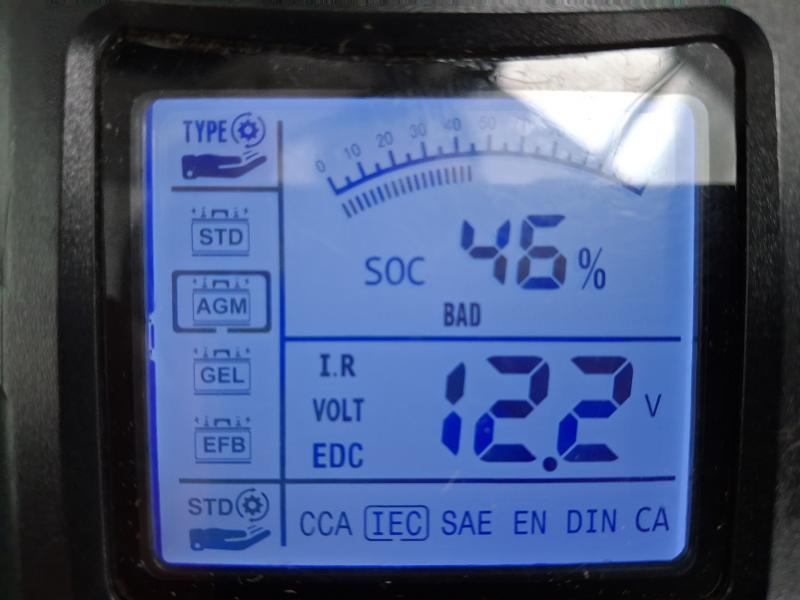 TYPE
0 10 20 30 40 50
STD
SOC 46 %
AGM
BAD
GEL
I.R
VOLT
12.2 V
EFB
EDC
STD
CCA IEC SAE EN DIN CA